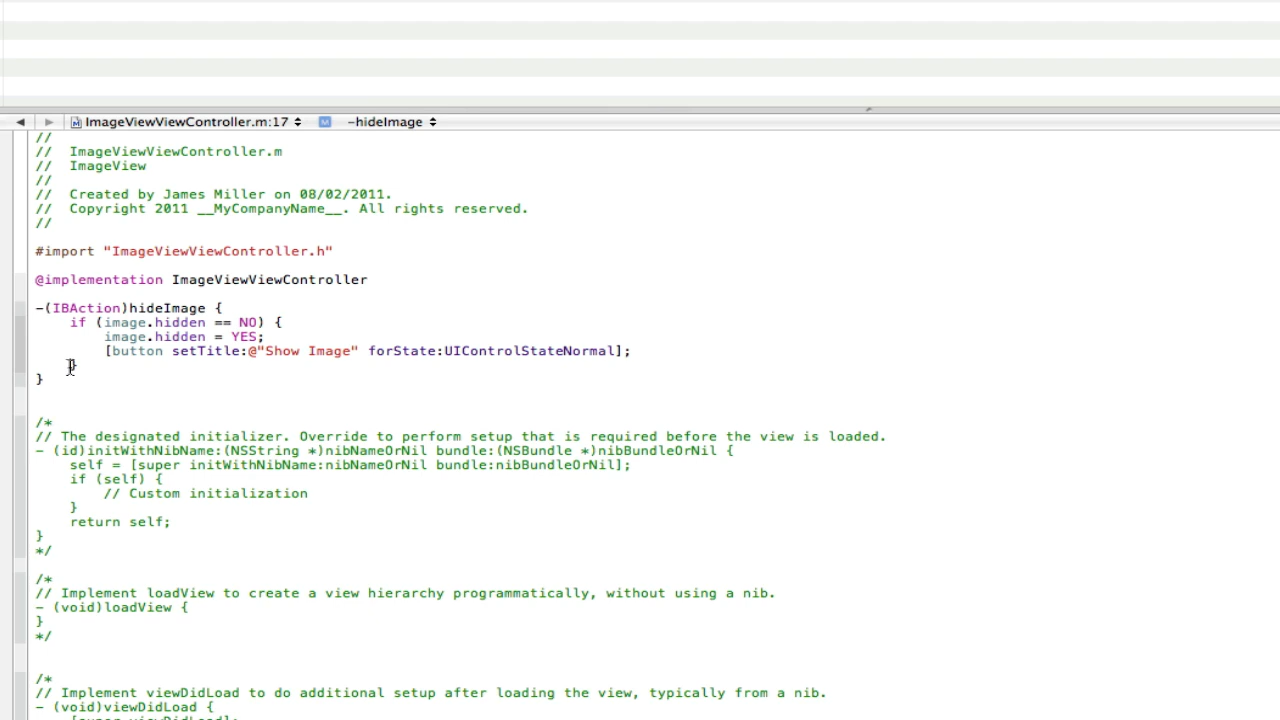 ImageViewViewController.m:17 M -hideImage
//
//  ImageViewViewController.m
//  ImageView
//
//  Created by James Miller on 08/02/2011.
//  Copyright 2011 __MyCompanyName__. All rights reserved.
//
#import "ImageViewViewController.h"
@implementation ImageViewViewController
-(IBAction)hideImage {
    if (image.hidden == NO) {
        image.hidden = YES;
        [button setTitle:@"Show Image" forState:UIControlStateNormal];
    }
}
/*
// The designated initializer. Override to perform setup that is required before the view is loaded.
- (id)initWithNibName:(NSString *)nibNameOrNil bundle:(NSBundle *)nibBundleOrNil {
    self = [super initWithNibName:nibNameOrNil bundle:nibBundleOrNil];
    if (self) {
        // Custom initialization
    }
    return self;
}
*/
/*
// Implement loadView to create a view hierarchy programmatically, without using a nib.
- (void)loadView {
}
*/
/*
// Implement viewDidLoad to do additional setup after loading the view, typically from a nib.
- (void)viewDidLoad {
    [super viewDidLoad];